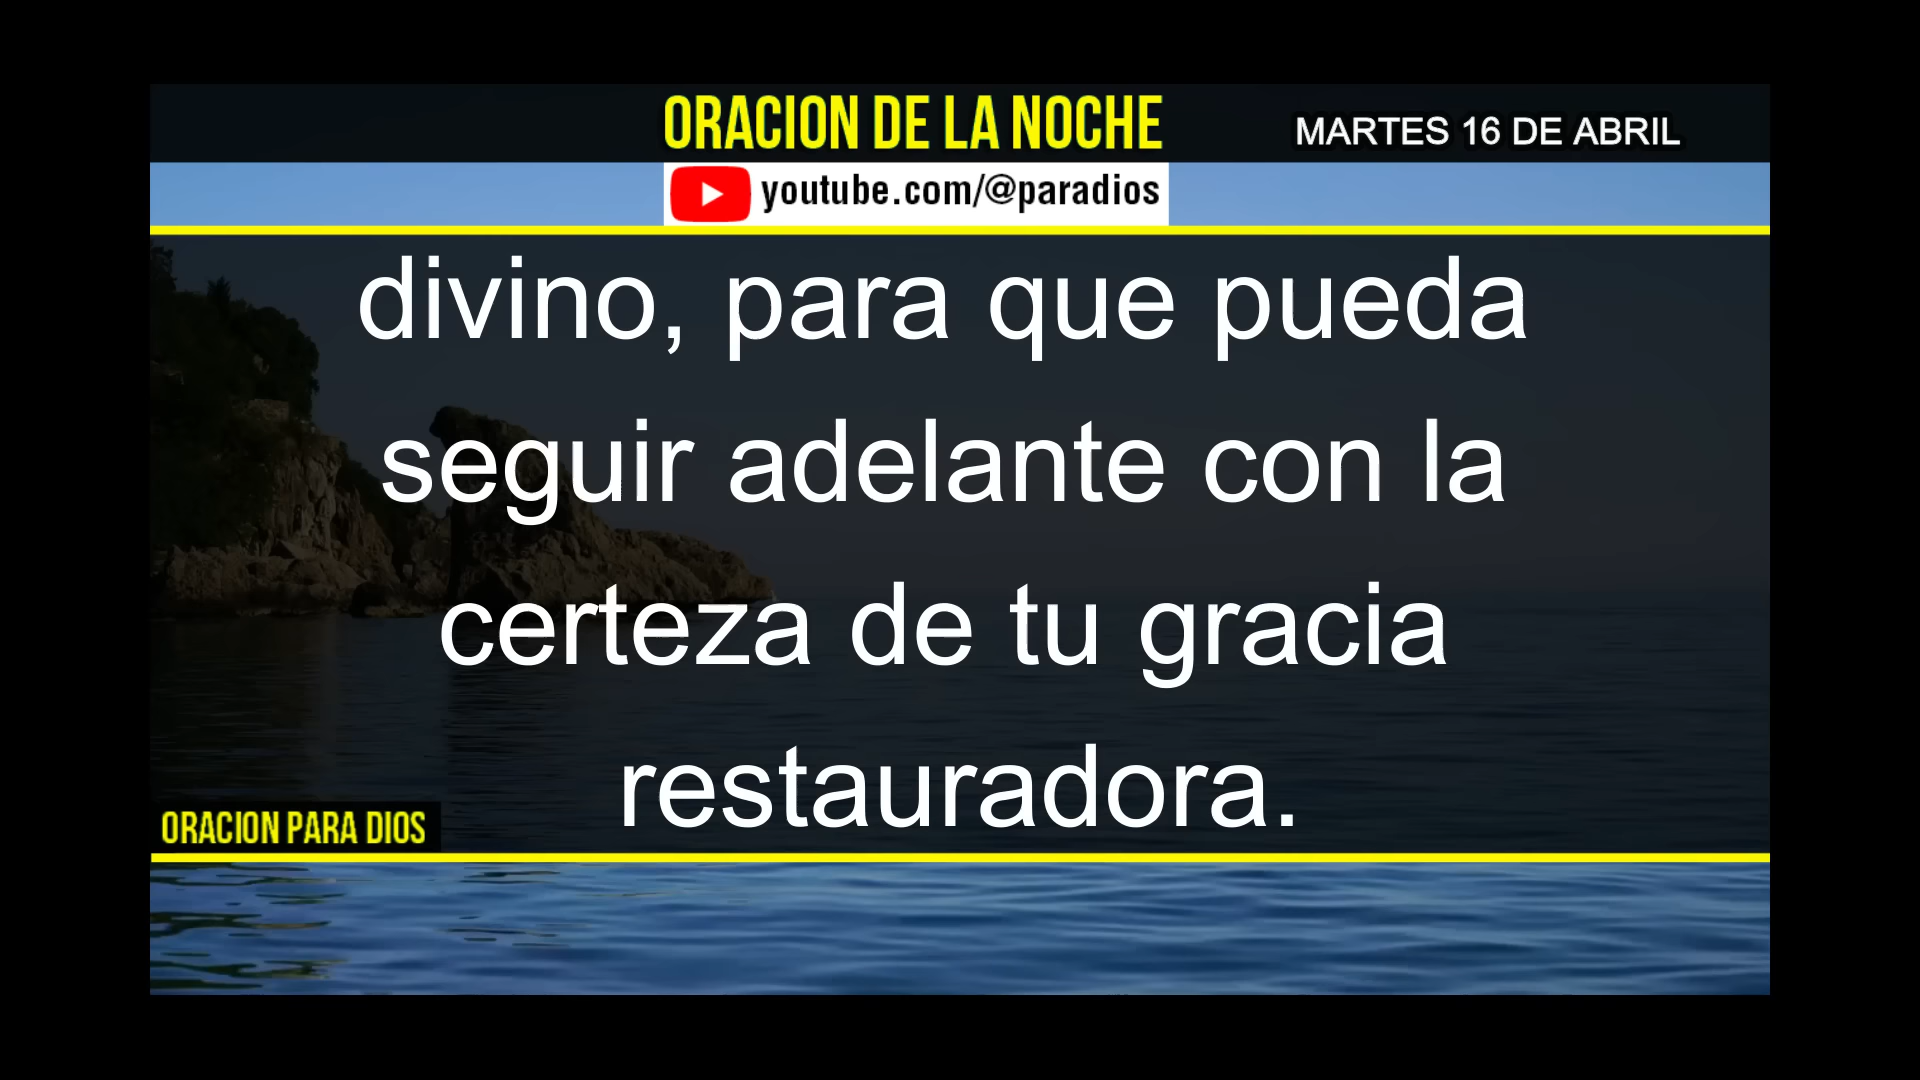 ORACION DE LA NOCHE
MARTES 16 DE ABRIL
youtube.com/@paradios
divino, para que pueda
seguir adelante con la
certeza de tu gracia
restauradora.
ORACION PARA DIOS